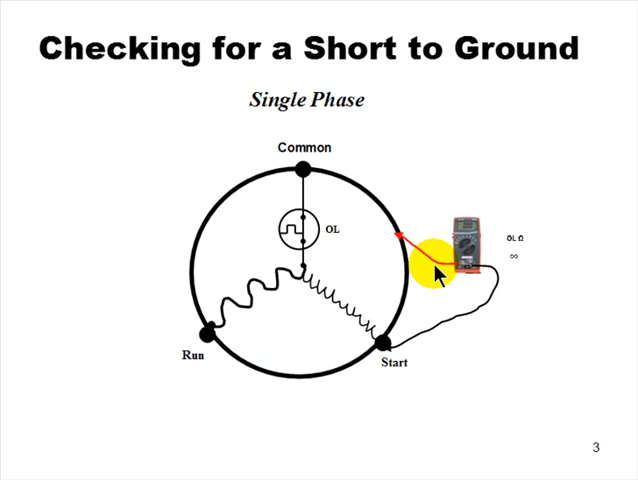 Checking for a Short to Ground
Single Phase
Common
OL
OL Ω
∞
Run
Start
3